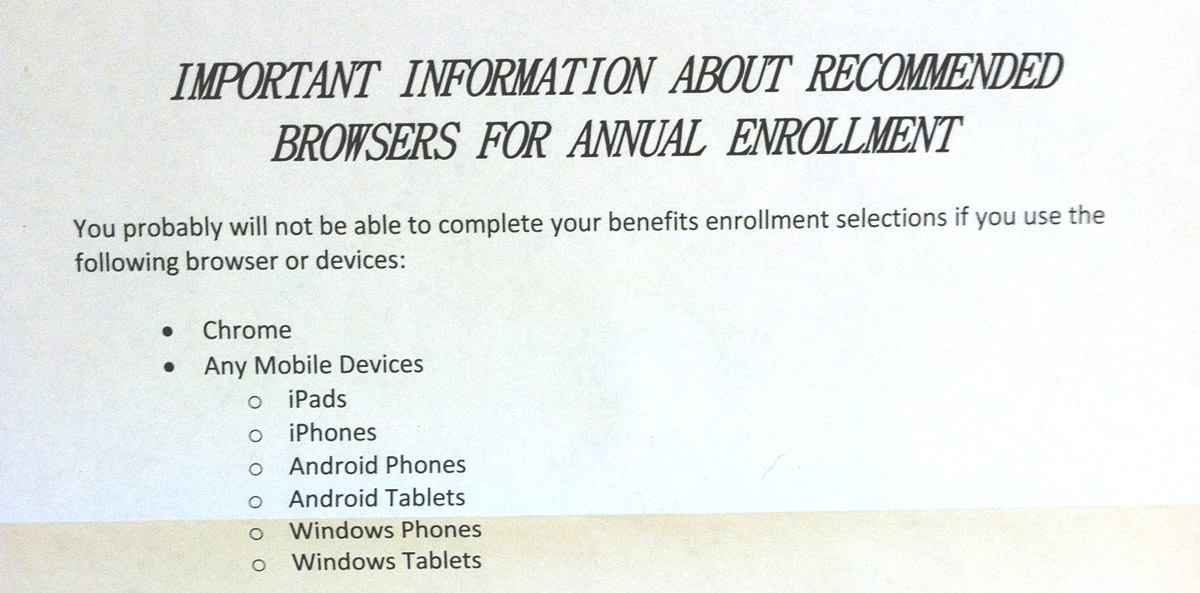 IMPORTANT INFORMATION ABOUT RECOMMENDED
BROWSERS FOR ANNUAL ENROLLMENT
You probably will not be able to complete your benefits enrollment selections if you use the
following browser or devices:
• Chrome
• Any Mobile Devices
o iPads
o iPhones
o Android Phones
o Android Tablets
o Windows Phones
o Windows Tablets